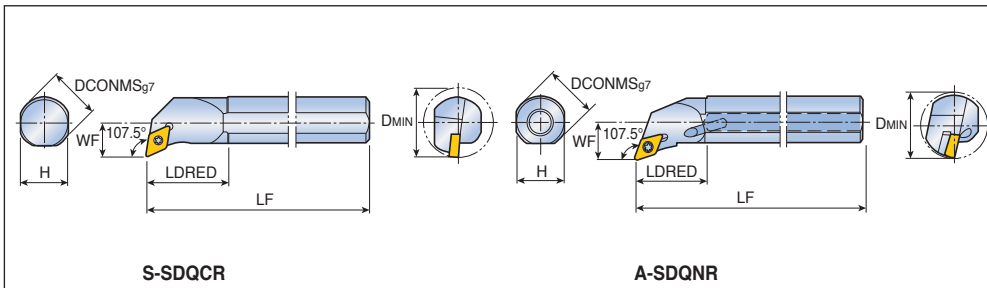 DCONMSg7
107.5°
WF
H
LDRED
LF
DMIN
S-SDQCR
DCONMSg7
107.5°
WF
H
LDRED
LF
DMIN
A-SDQNR